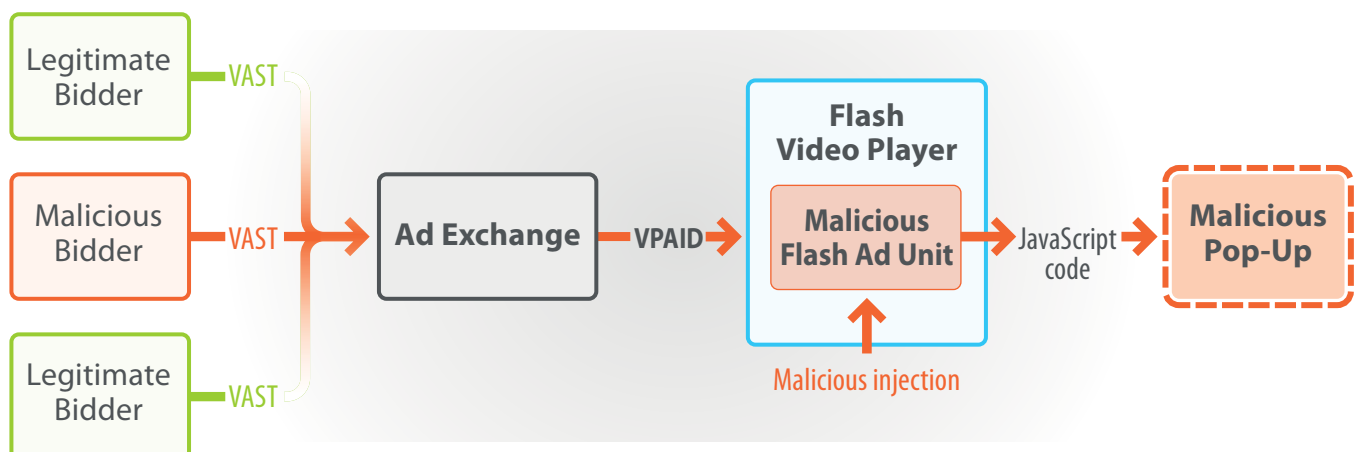 Legitimate
Bidder
VAST
Malicious
Bidder
VAST
Legitimate
Bidder
VAST
Ad Exchange
VPAID
Flash
Video Player
Malicious
Flash Ad Unit
Malicious injection
JavaScript
code
Malicious
Pop-Up